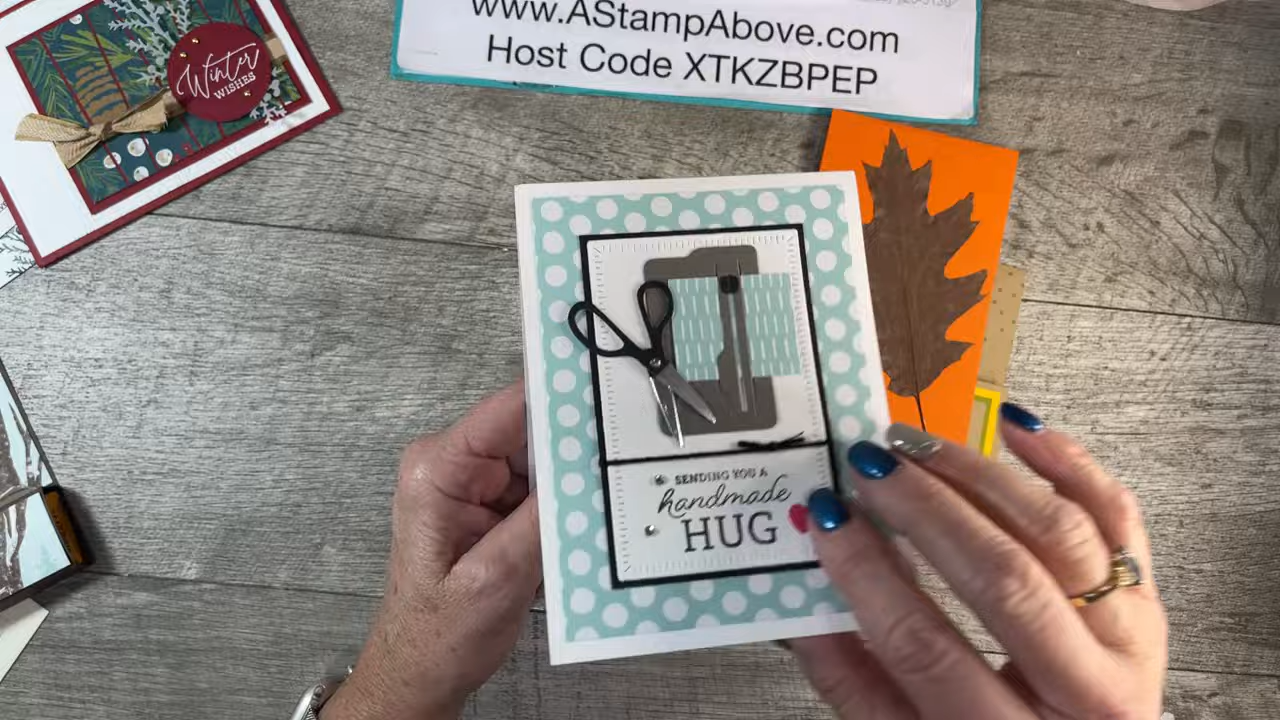 www.AStampAbove.com
Host Code XTKZBPEP
Winter
WISHES
SENDING YOU A
handmade
HUG